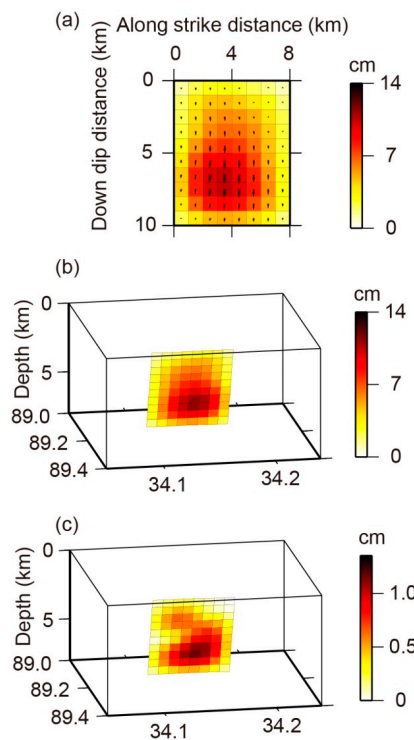 (a)
Along strike distance (km)
0 4 8
Down dip distance (km)
0
5
10
cm
14
7
0
(b)
Depth (km)
0
5
89.0
89.2
89.4
34.1 34.2
cm
14
7
0
(c)
Depth (km)
0
5
89.0
89.2
89.4
34.1 34.2
cm
1.0
0.5
0